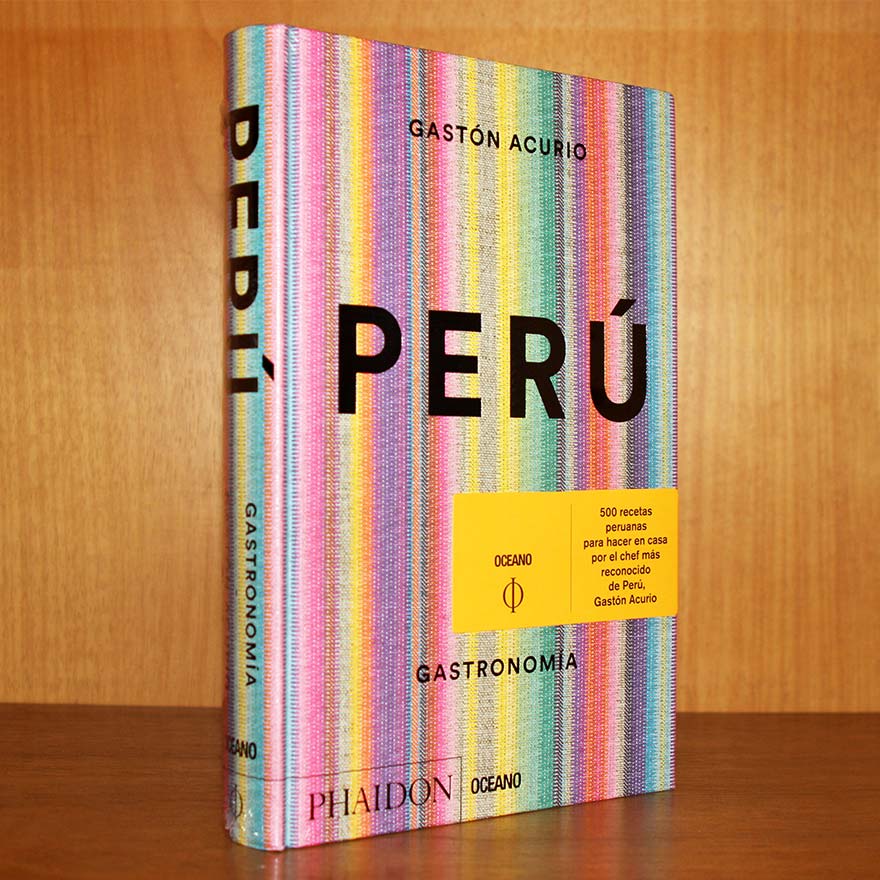 PERÚ
GASTRONOMÍA
OCEANO
GASTÓN ACURIO
PERÚ
OCEANO
500 recetas
peruanas
para hacer en casa
por el chef más
reconocido
de Perú,
Gastón Acurio
GASTRONOMÍA
PHAIDON
OCEANO